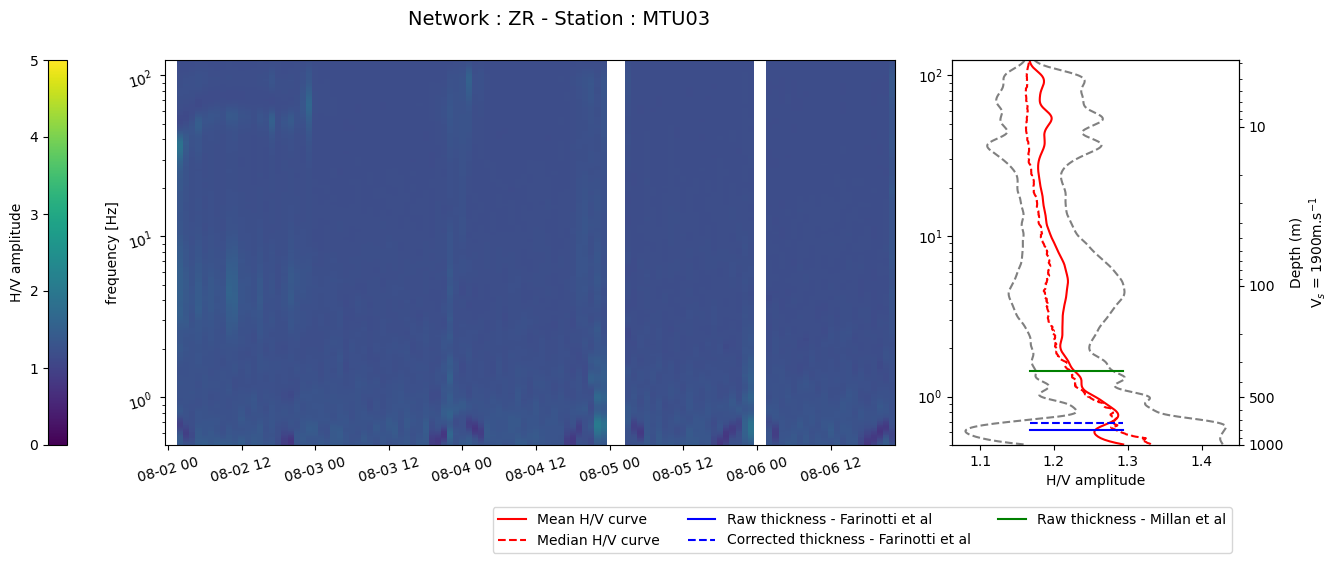 Network : ZR - Station : MTU03
5
4
3
2
1
0
H/V amplitude
10²
10¹
10⁰
frequency [Hz]
08-02 00
08-02 12
08-03 00
08-03 12
08-04 00
08-04 12
08-05 00
08-05 12
08-06 00
08-06 12
10²
10¹
10⁰
1.1
1.2
1.3
1.4
H/V amplitude
10
100
500
1000
Depth (m)
Vₛ = 1900m.s⁻¹
Mean H/V curve
Median H/V curve
Raw thickness - Farinotti et al
Corrected thickness - Farinotti et al
Raw thickness - Millan et al